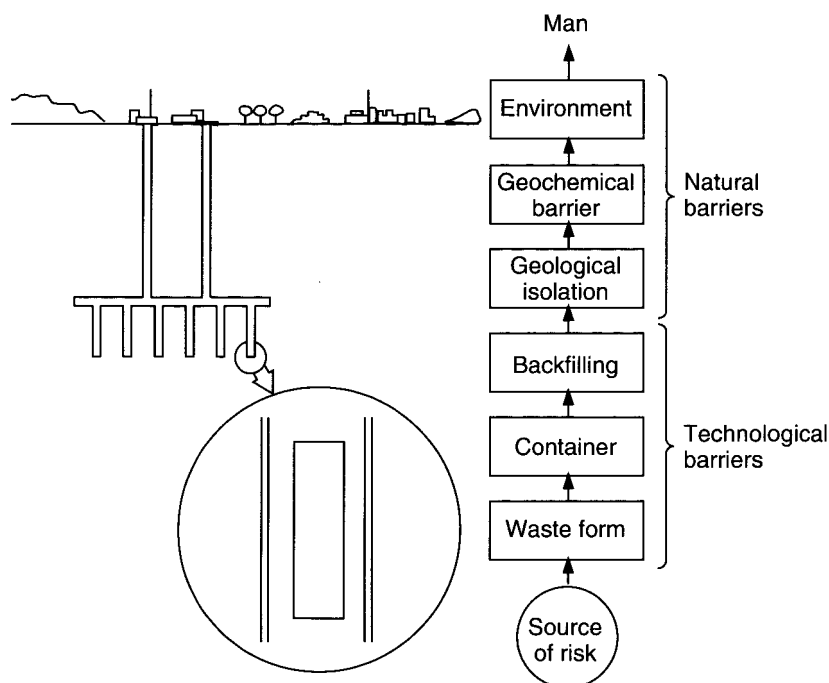 Man
Environment
Geochemical
barrier
Natural
barriers
Geological
isolation
Backfilling
Container
Technological
barriers
Waste form
Source
of risk